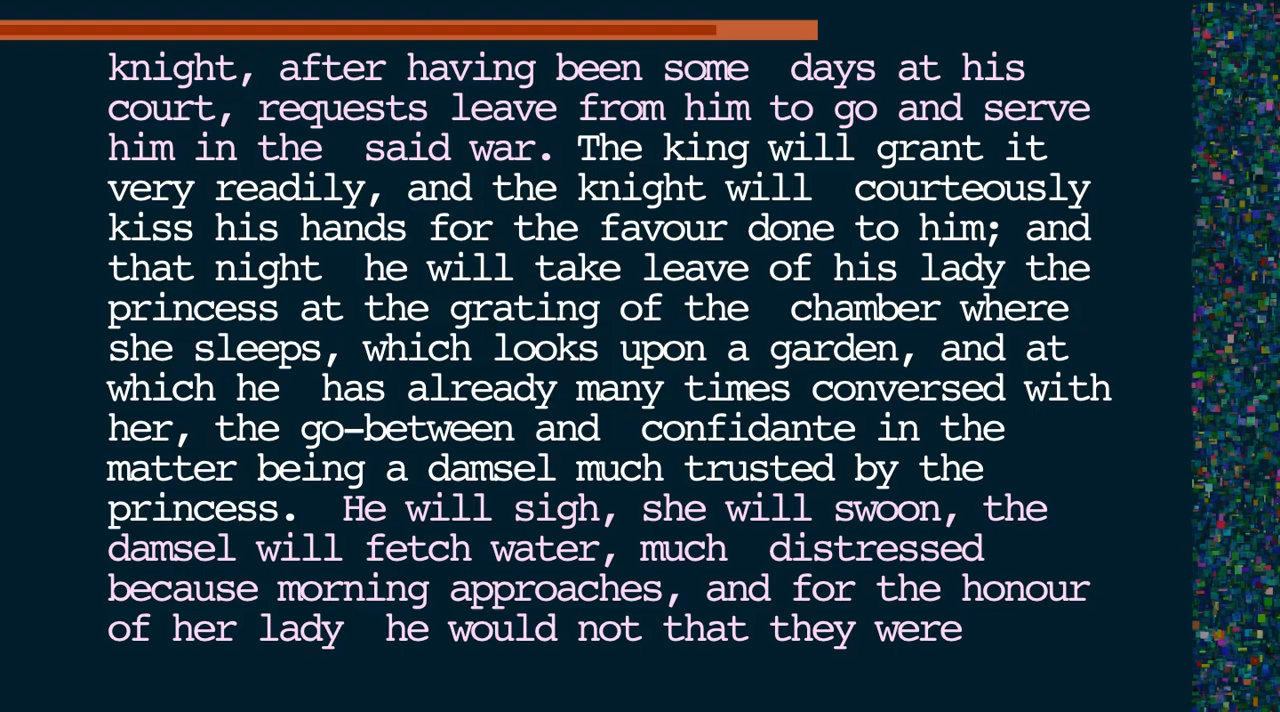 knight, after having been some  days at his
court, requests leave from him to go and serve
him in the  said war. The king will grant it
very readily, and the knight will  courteously
kiss his hands for the favour done to him; and
that night  he will take leave of his lady the
princess at the grating of the  chamber where
she sleeps, which looks upon a garden, and at
which he  has already many times conversed with
her, the go—between and  confidante in the
matter being a damsel much trusted by the
princess.  He will sigh, she will swoon, the
damsel will fetch water, much  distressed
because morning approaches, and for the honour
of her lady  he would not that they were